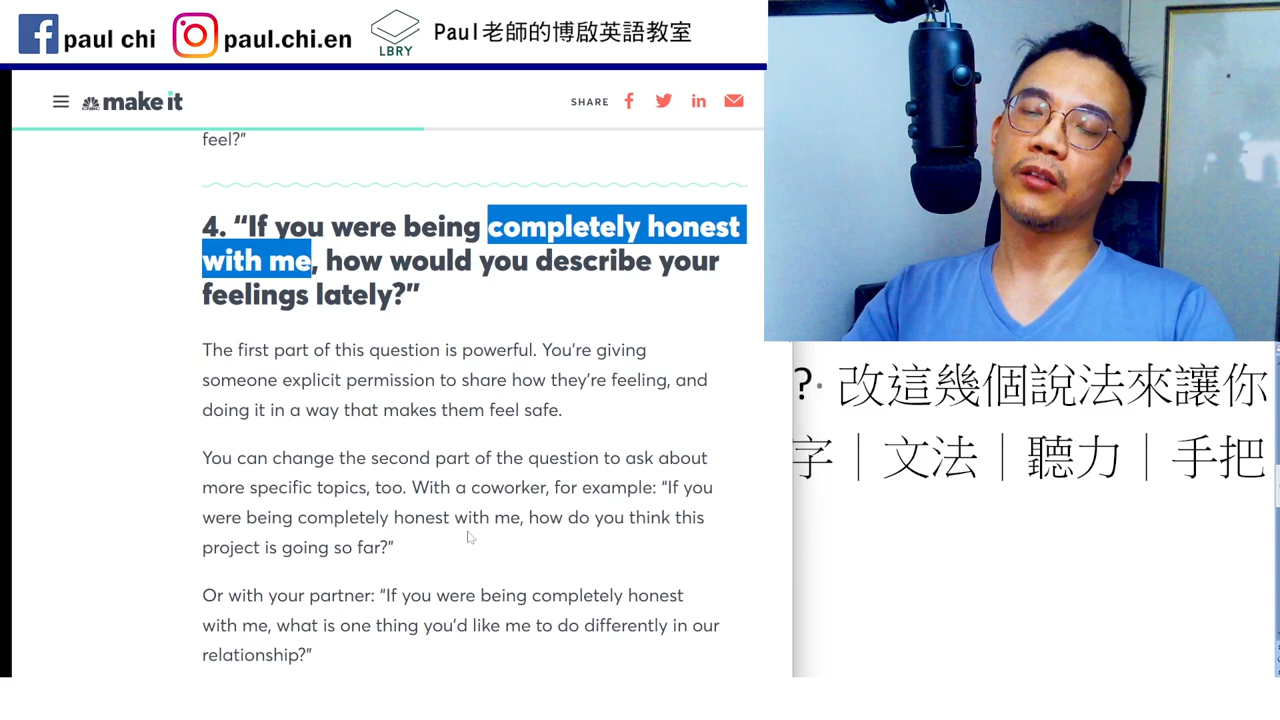 paul chi
paul.chi.en
LBRY
Paul老師的博啟英語教室
make it
SHARE
feel?”
4. “If you were being completely honest
with me, how would you describe your
feelings lately?”
The first part of this question is powerful. You’re giving
someone explicit permission to share how they’re feeling, and
doing it in a way that makes them feel safe.
You can change the second part of the question to ask about
more specific topics, too. With a coworker, for example: “If you
were being completely honest with me, how do you think this
project is going so far?”
Or with your partner: “If you were being completely honest
with me, what is one thing you’d like me to do differently in our
relationship?”
?· 改這幾個說法來讓你
字｜文法｜聽力｜手把